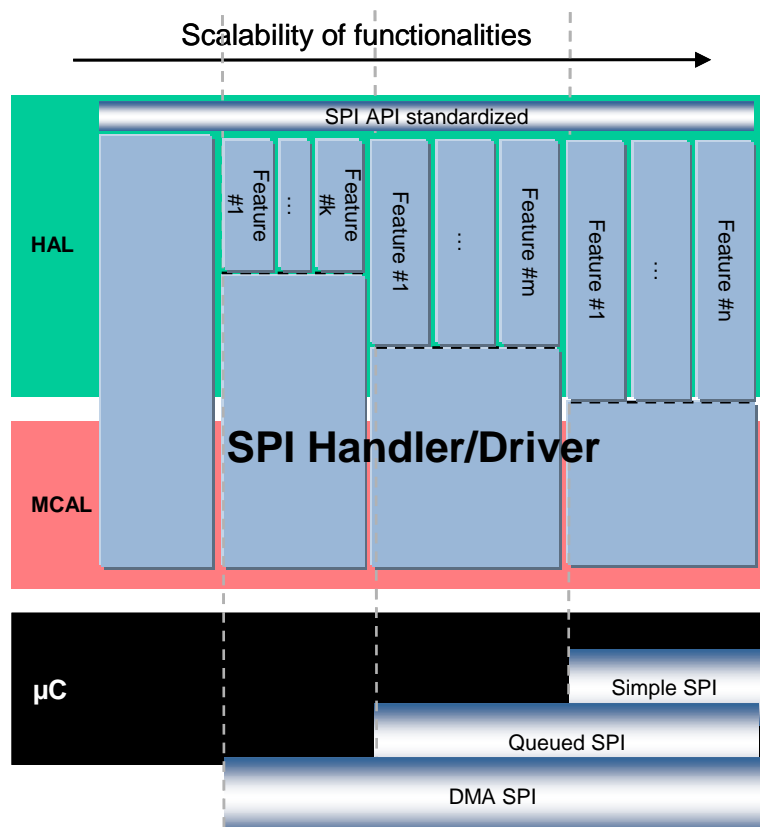 Scalability of functionalities
SPI API standardized
HAL
Feature
#1
…
Feature
#k
Feature #1
…
Feature #m
Feature #1
…
Feature #n
SPI Handler/Driver
MCAL
µC
Simple SPI
Queued SPI
DMA SPI